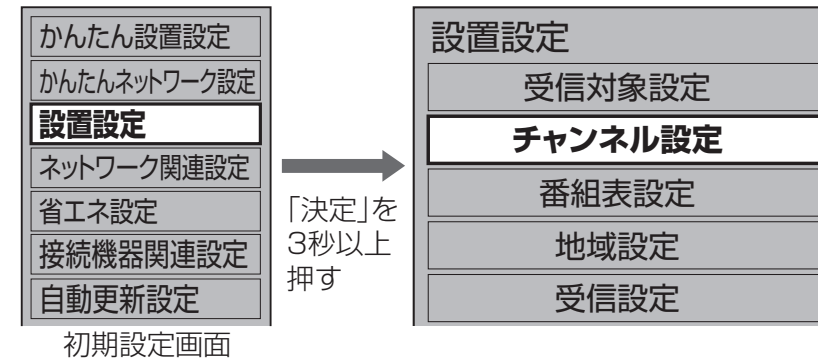 かんたん設置設定
かんたんネットワーク設定
設置設定
ネットワーク関連設定
省エネ設定
接続機器関連設定
自動更新設定
初期設定画面
「決定」を
3秒以上
押す
設置設定
受信対象設定
チャンネル設定
番組表設定
地域設定
受信設定